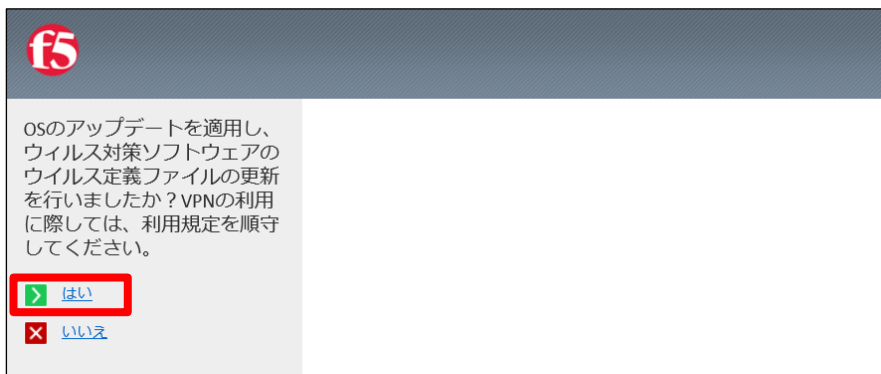 f5
OSのアップデートを適用し、
ウィルス対策ソフトウェアの
ウイルス定義ファイルの更新
を行いましたか？VPNの利用
に際しては、利用規定を順守
してください。
はい
いいえ